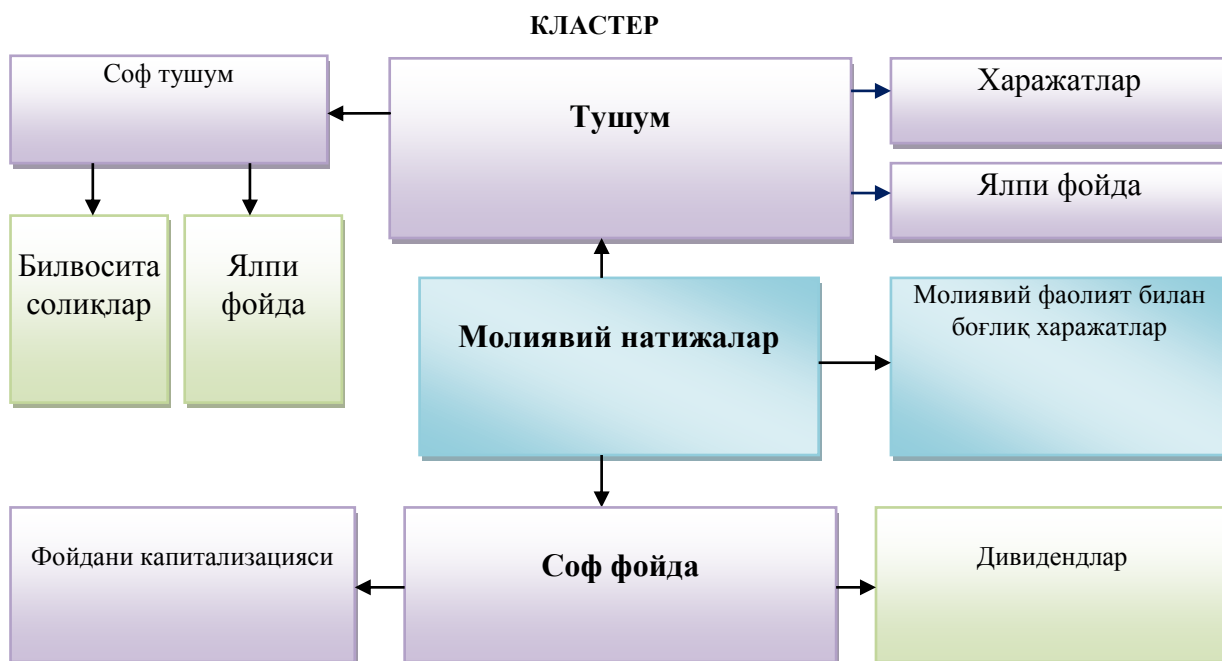 КЛАСТЕР
Соф тушум
Тушум
Харажатлар
Ялпи фойда
Билвосита
солиқлар
Ялпи
фойда
Молиявий натижалар
Молиявий фаолият билан
боғлиқ харажатлар
Фойдани капитализацияси
Соф фойда
Дивидендлар